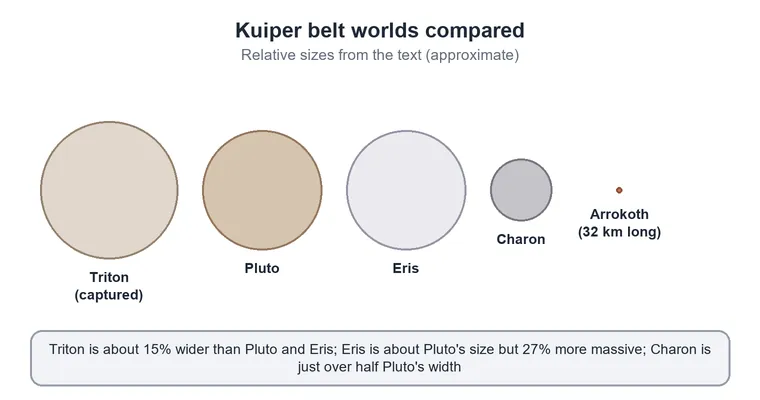 Kuiper belt worlds compared
Relative sizes from the text (approximate)
Triton
(captured)
Pluto
Eris
Charon
Arrokoth
(32 km long)
Triton is about 15% wider than Pluto and Eris; Eris is about Pluto's size but 27% more massive; Charon is
just over half Pluto's width